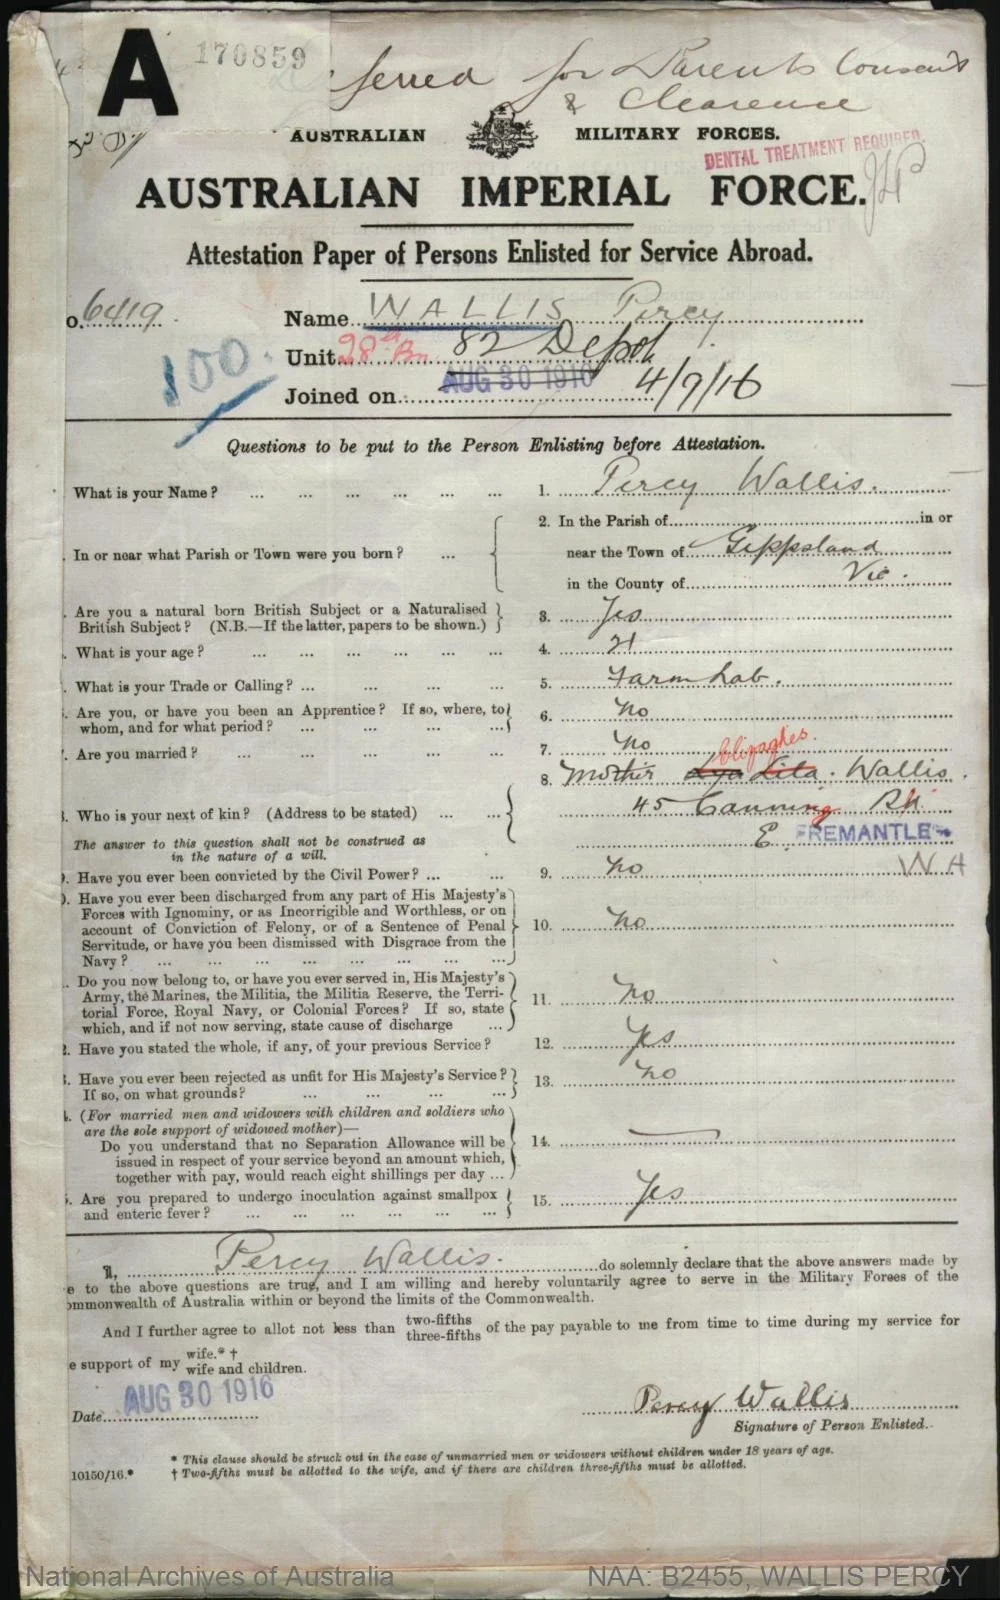 A 170859
ferred for Parents Consent
& Clearence
AUSTRALIAN MILITARY FORCES.
DENTAL TREATMENT REQUIRED.
AUSTRALIAN IMPERIAL FORCE.
Attestation Paper of Persons Enlisted for Service Abroad.
o. 6419
Name WALLIS Percy
100
Unit 28th Bn 82 Depot
Joined on AUG 30 1916 4/9/16
Questions to be put to the Person Enlisting before Attestation.
What is your Name? ... ... ... ... ... ... 1. Percy Wallis.
In or near what Parish or Town were you born? ... 2. In the Parish of in or
near the Town of Gippsland
in the County of Vic.
Are you a natural born British Subject or a Naturalised
British Subject? (N.B.—If the latter, papers to be shown.) 3. Yes
What is your age? ... ... ... ... ... ... 4. 21
What is your Trade or Calling? ... ... ... ... 5. Farm Lab.
Are you, or have you been an Apprentice? If so, where, to
whom, and for what period? ... ... ... ... 6. No
Are you married? ... ... ... ... ... 7. No
8. Mother Lila Wallis.
Who is your next of kin? (Address to be stated) ... ... 45 Canning Rd
E. FREMANTLE
W A
The answer to this question shall not be construed as
in the nature of a will.
Have you ever been convicted by the Civil Power? ... ... 9. No
Have you ever been discharged from any part of His Majesty's
Forces with Ignominy, or as Incorrigible and Worthless, or on
account of Conviction of Felony, or of a Sentence of Penal
Servitude, or have you been dismissed with Disgrace from the
Navy? ... ... ... ... ... ... ... ... 10. No
Do you now belong to, or have you ever served in, His Majesty's
Army, the Marines, the Militia, the Militia Reserve, the Terri-
torial Force, Royal Navy, or Colonial Forces? If so, state
which, and if not now serving, state cause of discharge ... 11. No
Have you stated the whole, if any, of your previous Service? 12. Yes
Have you ever been rejected as unfit for His Majesty's Service?
If so, on what grounds? ... ... ... ... 13. No
(For married men and widowers with children and soldiers who
are the sole support of widowed mother)—
Do you understand that no Separation Allowance will be
issued in respect of your service beyond an amount which,
together with pay, would reach eight shillings per day ... 14. —
Are you prepared to undergo inoculation against smallpox
and enteric fever? ... ... ... ... ... ... 15. Yes
I, Percy Wallis. do solemnly declare that the above answers made by
e to the above questions are true, and I am willing and hereby voluntarily agree to serve in the Military Forces of the
ommonwealth of Australia within or beyond the limits of the Commonwealth.
And I further agree to allot not less than two-fifths three-fifths of the pay payable to me from time to time during my service for
e support of my wife.* † wife and children.
Date AUG 30 1916
Percy Wallis
Signature of Person Enlisted.
* This clause should be struck out in the case of unmarried men or widowers without children under 18 years of age.
10150/16.* † Two-fifths must be allotted to the wife, and if there are children three-fifths must be allotted.
National Archives of Australia NAA: B2455, WALLIS PERCY